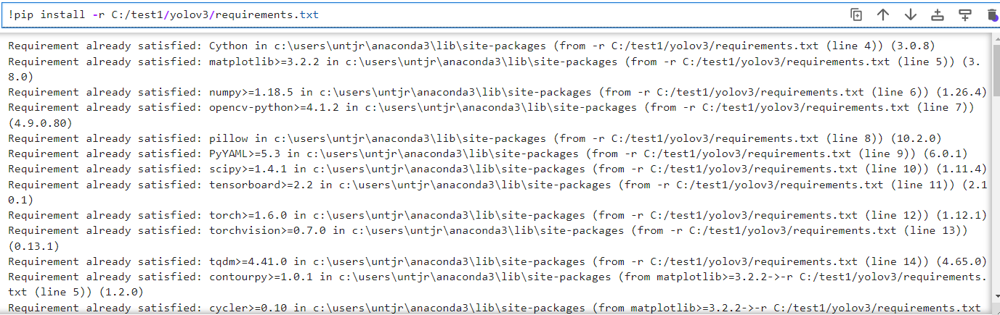 !pip install -r C:/test1/yolov3/requirements.txt
Requirement already satisfied: Cython in c:\users\untjr\anaconda3\lib\site-packages (from -r C:/test1/yolov3/requirements.txt (line 4)) (3.0.8)
Requirement already satisfied: matplotlib>=3.2.2 in c:\users\untjr\anaconda3\lib\site-packages (from -r C:/test1/yolov3/requirements.txt (line 5)) (3.
8.0)
Requirement already satisfied: numpy>=1.18.5 in c:\users\untjr\anaconda3\lib\site-packages (from -r C:/test1/yolov3/requirements.txt (line 6)) (1.26.4)
Requirement already satisfied: opencv-python>=4.1.2 in c:\users\untjr\anaconda3\lib\site-packages (from -r C:/test1/yolov3/requirements.txt (line 7))
(4.9.0.80)
Requirement already satisfied: pillow in c:\users\untjr\anaconda3\lib\site-packages (from -r C:/test1/yolov3/requirements.txt (line 8)) (10.2.0)
Requirement already satisfied: PyYAML>=5.3 in c:\users\untjr\anaconda3\lib\site-packages (from -r C:/test1/yolov3/requirements.txt (line 9)) (6.0.1)
Requirement already satisfied: scipy>=1.4.1 in c:\users\untjr\anaconda3\lib\site-packages (from -r C:/test1/yolov3/requirements.txt (line 10)) (1.11.4)
Requirement already satisfied: tensorboard>=2.2 in c:\users\untjr\anaconda3\lib\site-packages (from -r C:/test1/yolov3/requirements.txt (line 11)) (2.1
0.1)
Requirement already satisfied: torch>=1.6.0 in c:\users\untjr\anaconda3\lib\site-packages (from -r C:/test1/yolov3/requirements.txt (line 12)) (1.12.1)
Requirement already satisfied: torchvision>=0.7.0 in c:\users\untjr\anaconda3\lib\site-packages (from -r C:/test1/yolov3/requirements.txt (line 13))
(0.13.1)
Requirement already satisfied: tqdm>=4.41.0 in c:\users\untjr\anaconda3\lib\site-packages (from -r C:/test1/yolov3/requirements.txt (line 14)) (4.65.0)
Requirement already satisfied: contourpy>=1.0.1 in c:\users\untjr\anaconda3\lib\site-packages (from matplotlib>=3.2.2->-r C:/test1/yolov3/requirements.
txt (line 5)) (1.2.0)
Requirement already satisfied: cycler>=0.10 in c:\users\untjr\anaconda3\lib\site-packages (from matplotlib>=3.2.2->-r C:/test1/yolov3/requirements.txt